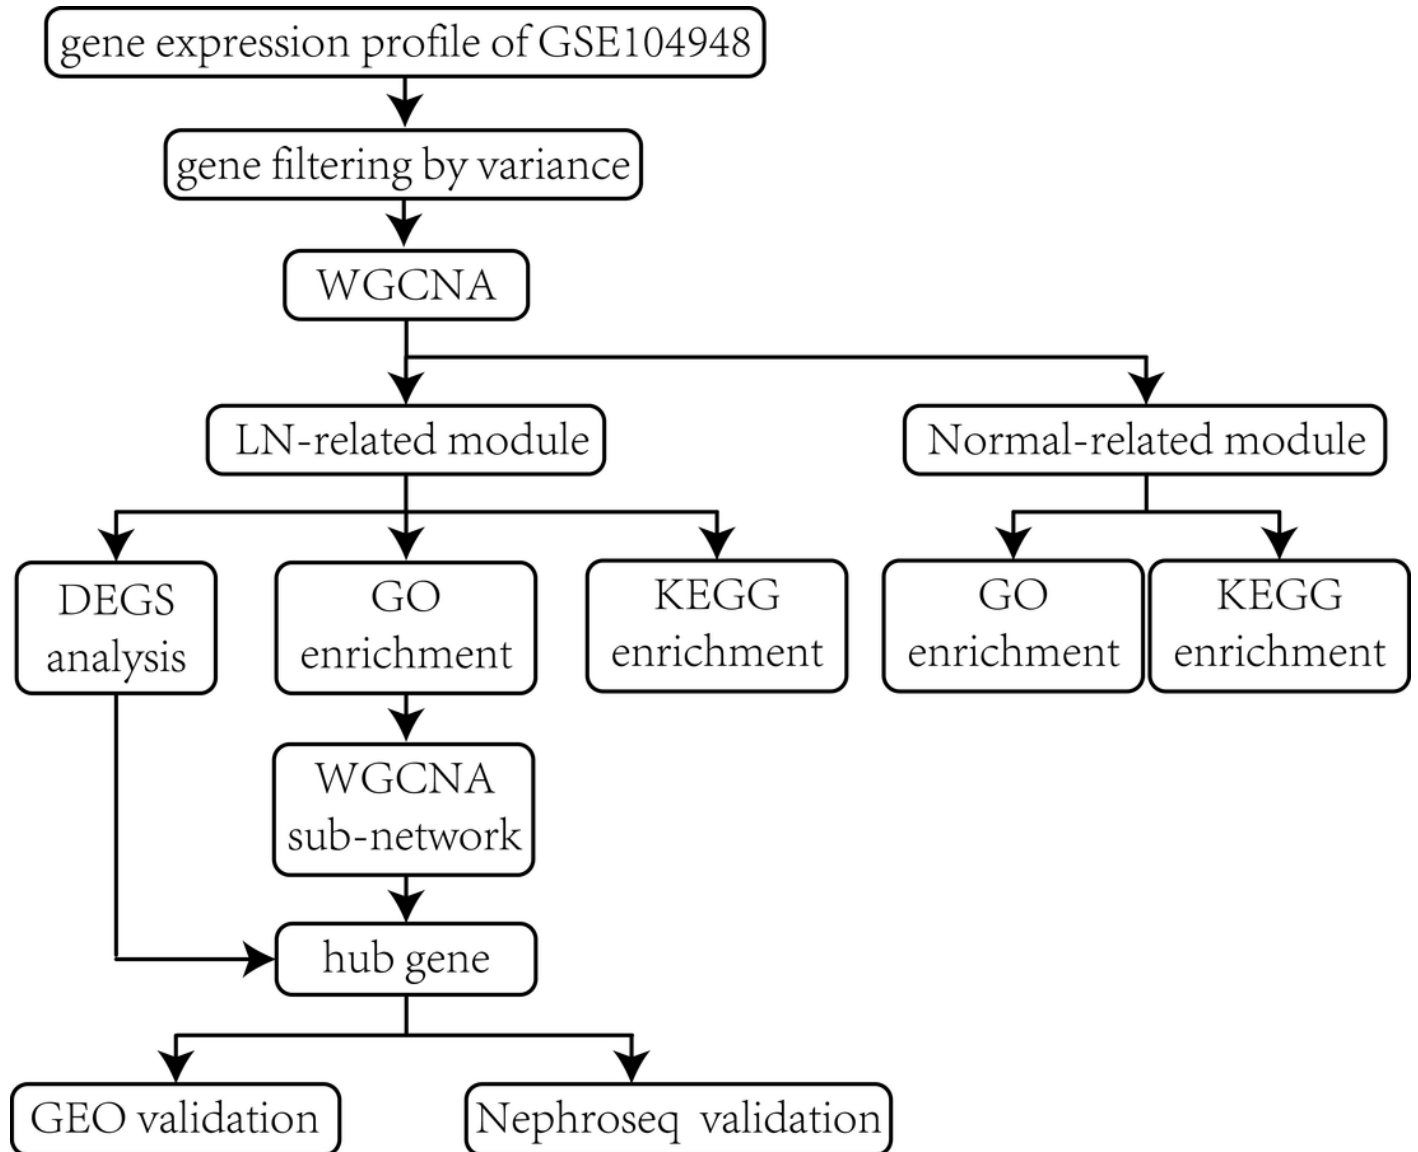 gene expression profile of GSE104948
gene filtering by variance
WGCNA
LN-related module
Normal-related module
DEGS
analysis
GO
enrichment
KEGG
enrichment
GO
enrichment
KEGG
enrichment
WGCNA
sub-network
hub gene
GEO validation
Nephroseq validation